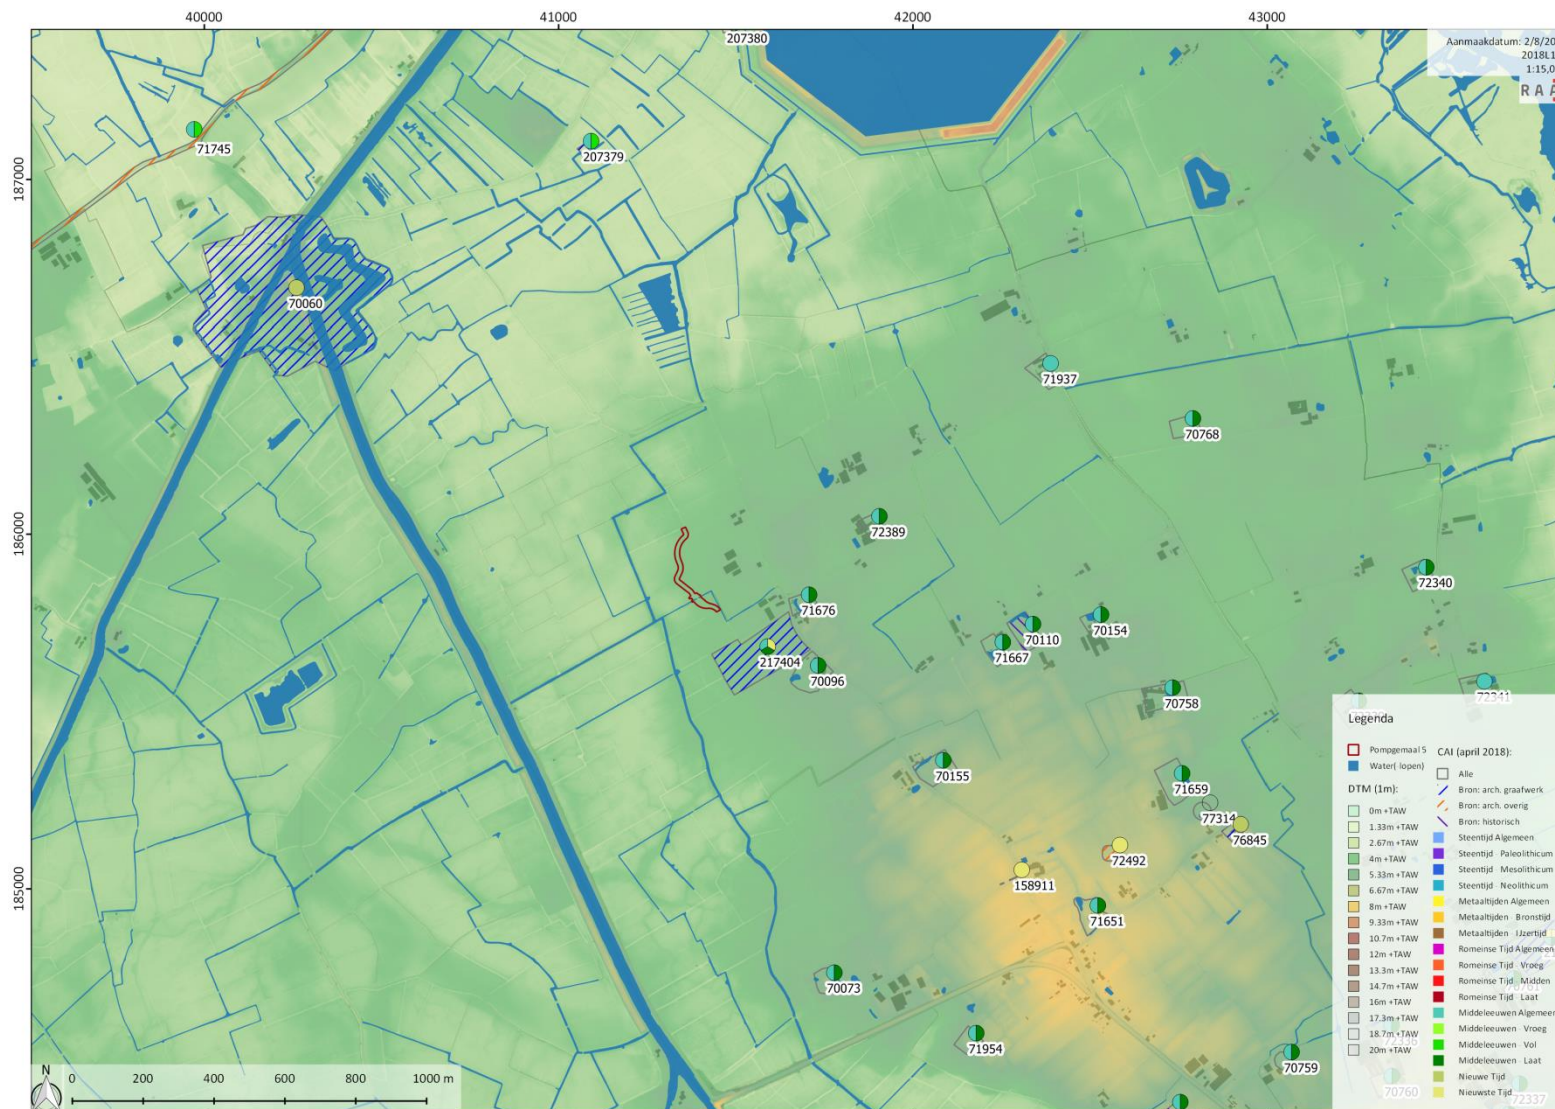 40000
41000
42000
43000
207380
Aanmaakdatum: 2/8/20
2018L1
1:15,0
R A A
71745
207379
187000
70060
71937
70768
186000
72389
72340
71676
70110
70154
71667
217404
70096
70758
72341
70155
71659
77314
76845
72492
158911
185000
71651
70073
71954
70759
70761
72336
70760
72337
N
0 200 400 600 800 1000 m
Legenda
Pompgemaal 5
Water(-lopen)
DTM (1m):
0m +TAW
1.33m +TAW
2.67m +TAW
4m +TAW
5.33m +TAW
6.67m +TAW
8m +TAW
9.33m +TAW
10.7m +TAW
12m +TAW
13.3m +TAW
14.7m +TAW
16m +TAW
17.3m +TAW
18.7m +TAW
20m +TAW
CAI (april 2018):
Alle
Bron: arch. graafwerk
Bron: arch. overig
Bron: historisch
Steentijd Algemeen
Steentijd - Paleolithicum
Steentijd - Mesolithicum
Steentijd - Neolithicum
Metaaltijden Algemeen
Metaaltijden - Bronstijd
Metaaltijden - IJzertijd
Romeinse Tijd Algemeen
Romeinse Tijd - Vroeg
Romeinse Tijd - Midden
Romeinse Tijd - Laat
Middeleeuwen Algemeen
Middeleeuwen - Vroeg
Middeleeuwen - Vol
Middeleeuwen - Laat
Nieuwe Tijd
Nieuwste Tijd